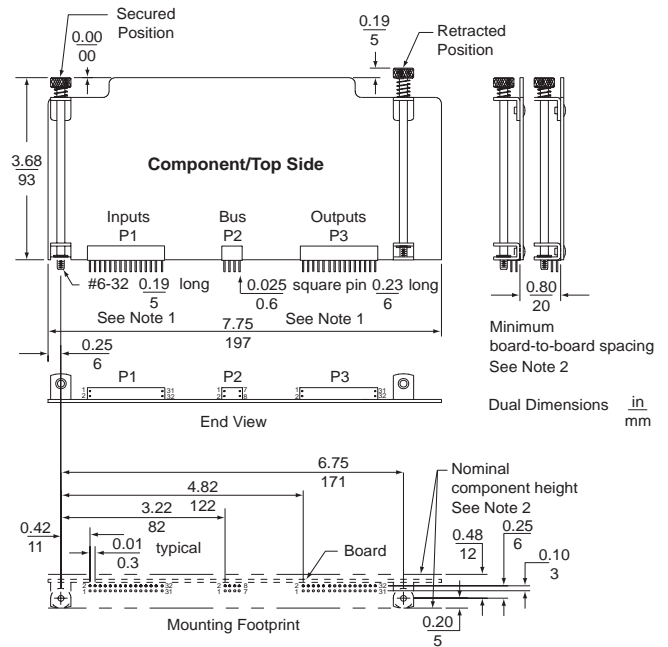 Secured
Position
0.00
00
0.19
5
Retracted
Position
3.68
93
Component/Top Side
Inputs
P1
Bus
P2
Outputs
P3
#6-32 0.19 long
5
0.025 square pin 0.23 long
0.6
6
See Note 1
See Note 1
7.75
197
0.25
6
0.80
20
Minimum
board-to-board spacing
See Note 2
Dual Dimensions in
mm
P1
P2
P3
1
2
31
32
1
2
7
8
1
2
31
32
End View
6.75
171
4.82
122
3.22
82
0.42
11
0.01
0.3
typical
Board
Nominal
component height
See Note 2
0.48
12
0.25
6
0.10
3
2
1
32
31
2
1
8
7
2
1
32
31
0.20
5
Mounting Footprint